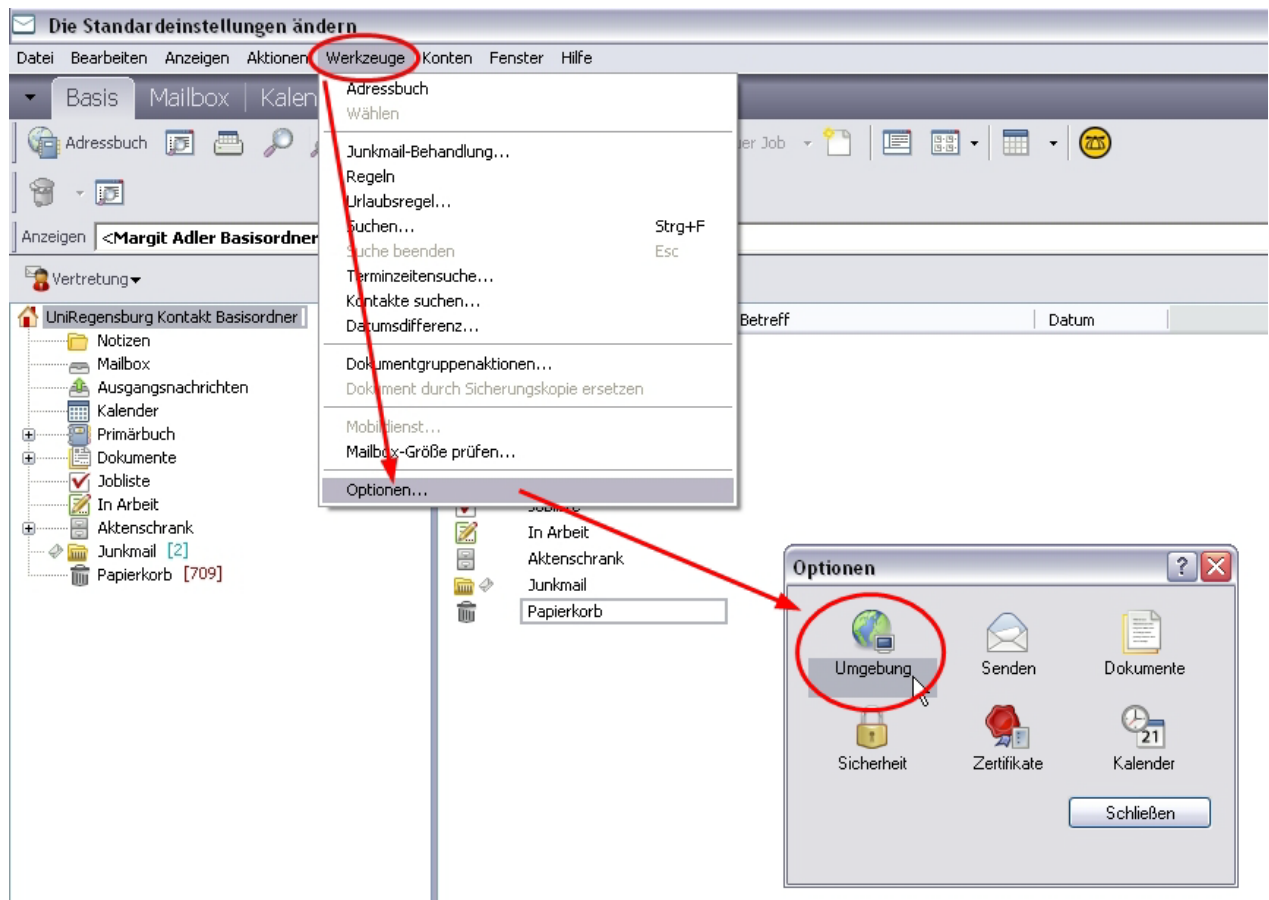 Die Standardeinstellungen ändern
Datei Bearbeiten Anzeigen Aktionen Werkzeuge Konten Fenster Hilfe
Basis Mailbox Kalen
Adressbuch
Wählen
Junkmail-Behandlung...
Regeln
Urlaubsregel...
Suchen... Strg+F
Suche beenden Esc
Terminzeitensuche...
Kontakte suchen...
Datumsdifferenz...
Dokumentgruppenaktionen...
Dokument durch Sicherungskopie ersetzen
Mobildienst...
Mailbox-Größe prüfen...
Optionen...
Adressbuch
er Job
Anzeigen <Margit Adler Basisordner
Vertretung
Betreff Datum
UniRegensburg Kontakt Basisordner
Notizen
Mailbox
Ausgangsnachrichten
Kalender
Primärbuch
Dokumente
Jobliste
In Arbeit
Aktenschrank
Junkmail [2]
Papierkorb [709]
Jobliste
In Arbeit
Aktenschrank
Junkmail
Papierkorb
Optionen
Umgebung Senden Dokumente
21
Sicherheit Zertifikate Kalender
Schließen